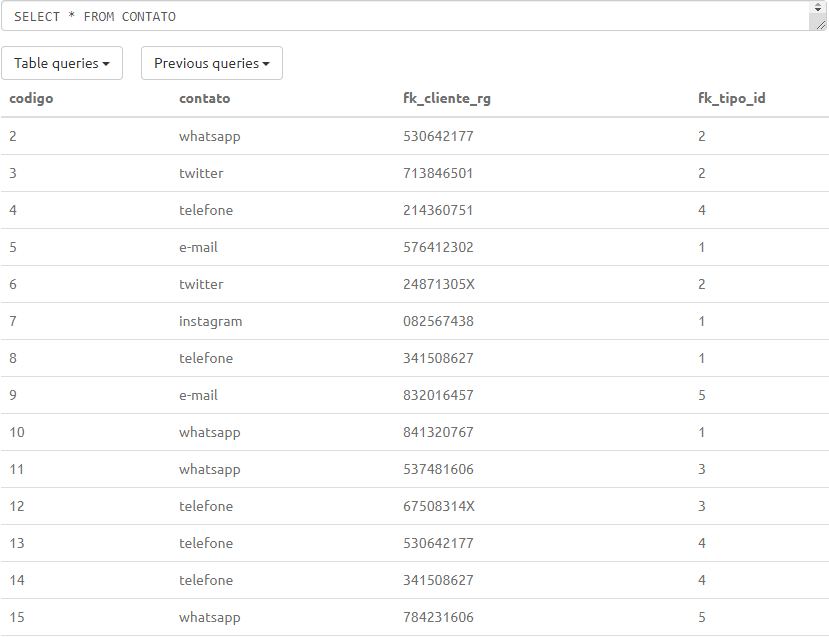 SELECT * FROM CONTATO
Table queries Previous queries
codigo contato fk_cliente_rg fk_tipo_id
2 whatsapp 530642177 2
3 twitter 713846501 2
4 telefone 214360751 4
5 e-mail 576412302 1
6 twitter 24871305X 2
7 instagram 082567438 1
8 telefone 341508627 1
9 e-mail 832016457 5
10 whatsapp 841320767 1
11 whatsapp 537481606 3
12 telefone 67508314X 3
13 telefone 530642177 4
14 telefone 341508627 4
15 whatsapp 784231606 5